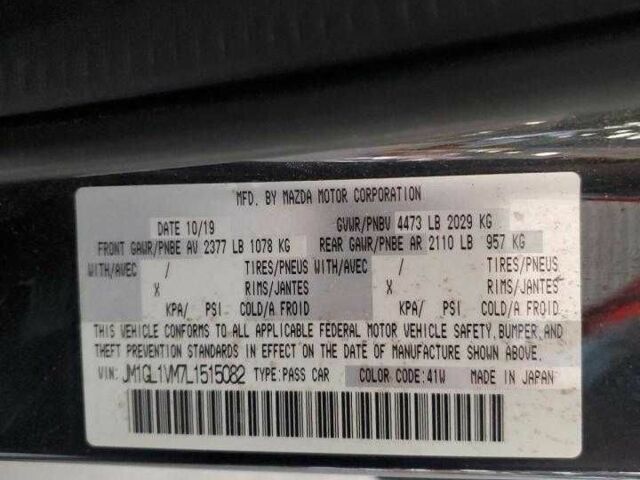 MFD. BY MAZDA MOTOR CORPORATION
DATE 10/19 GVWR/PNBV 4473 LB 2029 KG
FRONT GAWR/PNBE AV 2377 LB 1078 KG REAR GAWR/PNBE AR 2110 LB 957 KG
WITH/AVEC / TIRES/PNEUS WITH/AVEC / TIRES/PNEUS
X RIMS/JANTES X RIMS/JANTES
KPA/ PSI COLD/A FROID KPA/ PSI COLD/A FROID
THIS VEHICLE CONFORMS TO ALL APPLICABLE FEDERAL MOTOR VEHICLE SAFETY, BUMPER, AND
THEFT PREVENTION STANDARDS IN EFFECT ON THE DATE OF MANUFACTURE SHOWN ABOVE.
VIN: JM1GL1VM7L1515082 TYPE:PASS CAR COLOR CODE:41W MADE IN JAPAN